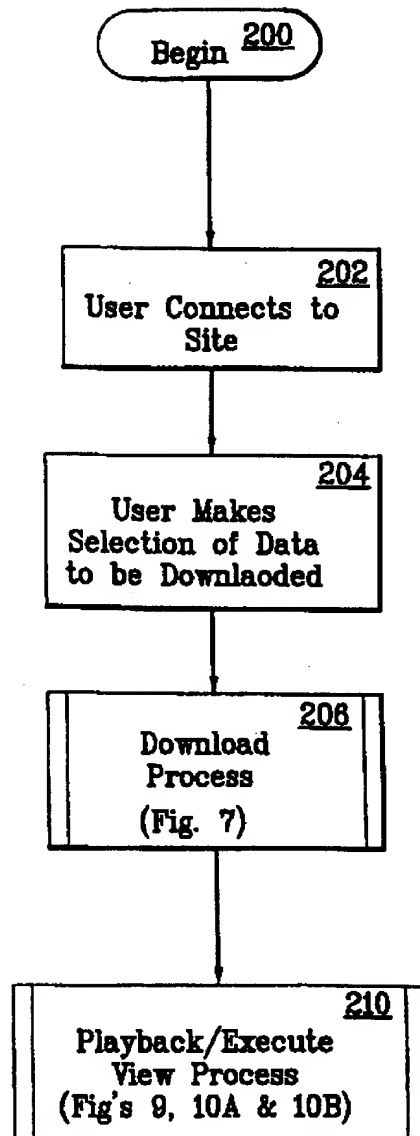 Begin 200
202
User Connects to
Site
204
User Makes
Selection of Data
to be Downlaoded
206
Download
Process
(Fig. 7)
210
Playback/Execute
View Process
(Fig's 9, 10A & 10B)